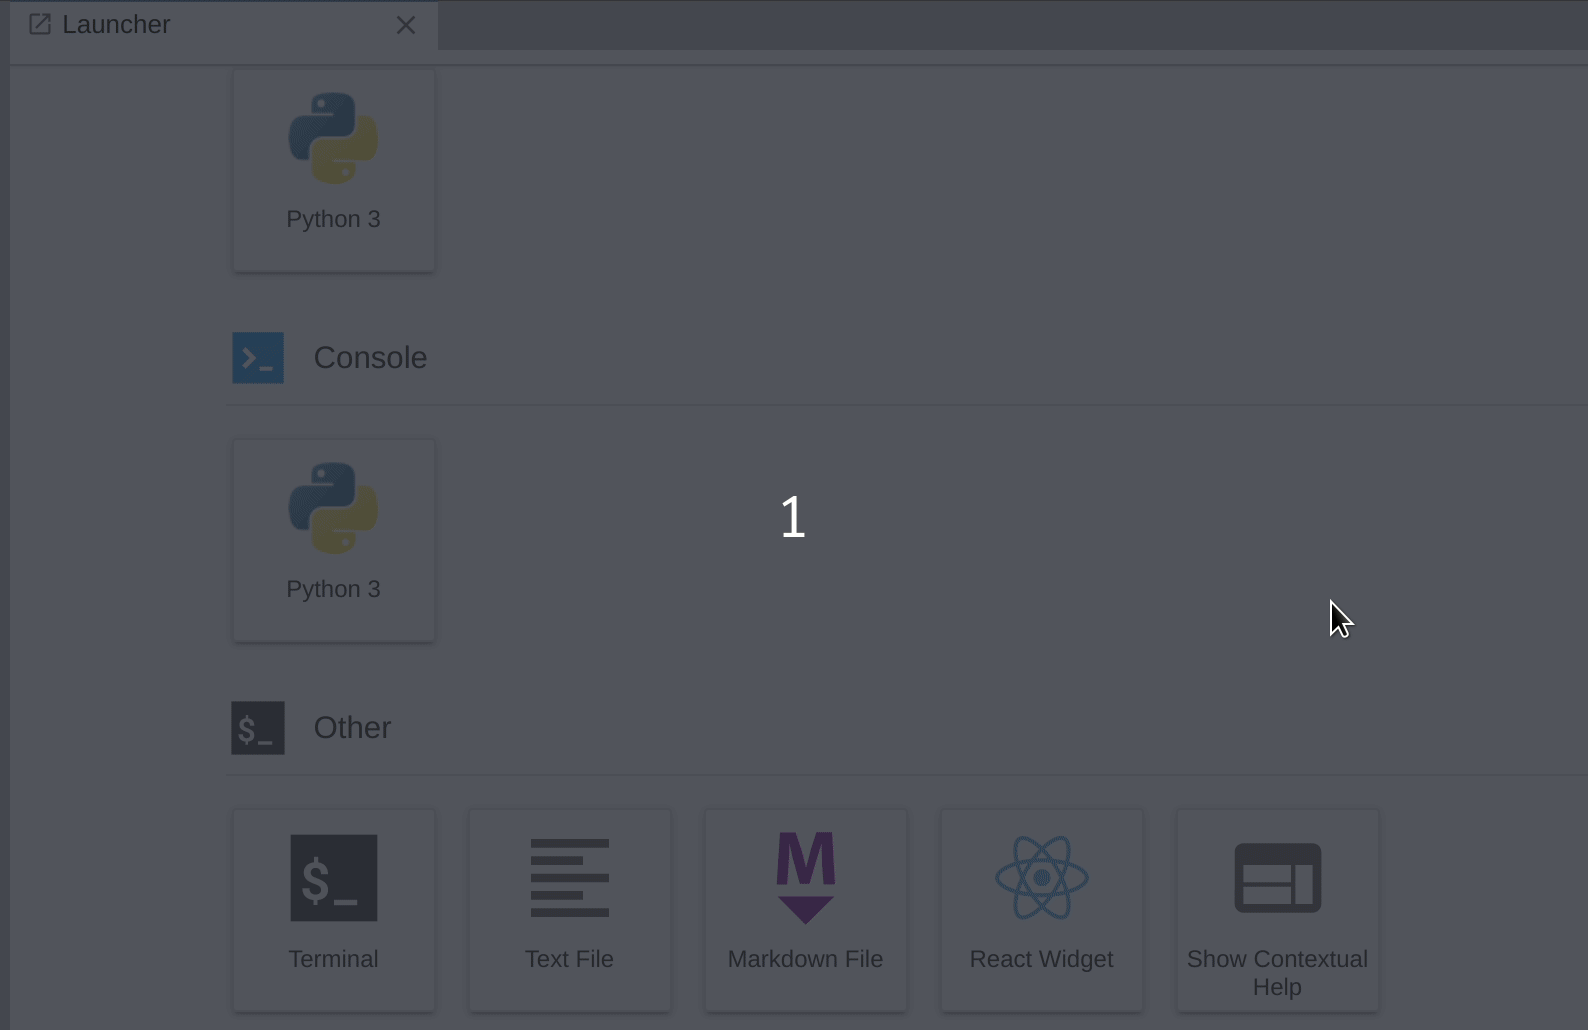 Launcher
Python 3
Console
Python 3
1
Other
$_
Terminal
Text File
Markdown File
React Widget
Show Contextual
Help